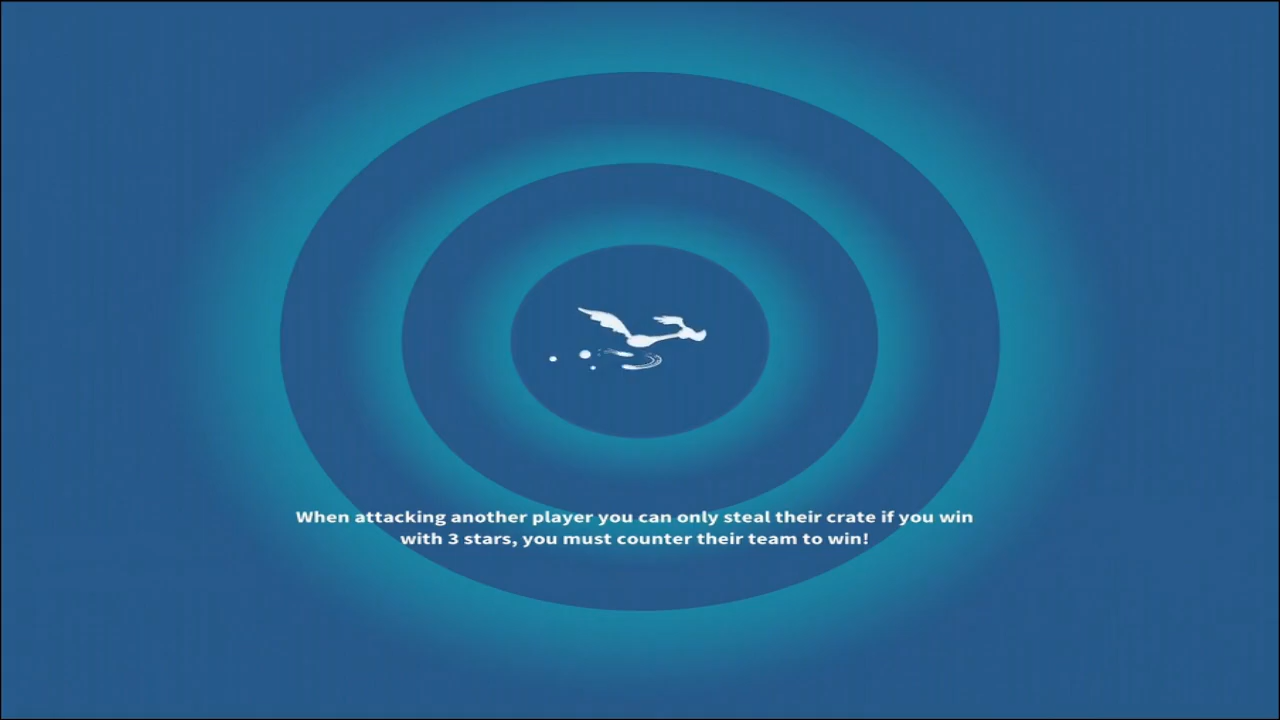 When attacking another player you can only steal their crate if you win
with 3 stars, you must counter their team to win!